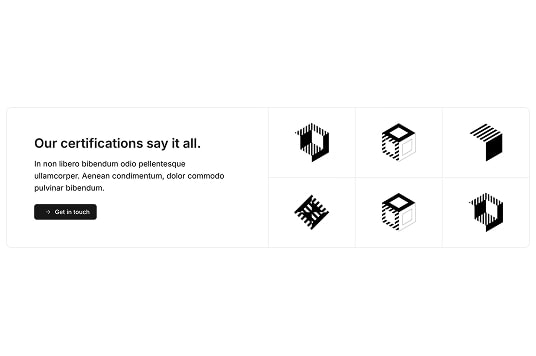 Our certifications say it all.
In non libero bibendum odio pellentesque
ullamcorper. Aenean condimentum, dolor commodo
pulvinar bibendum.
→ Get in touch